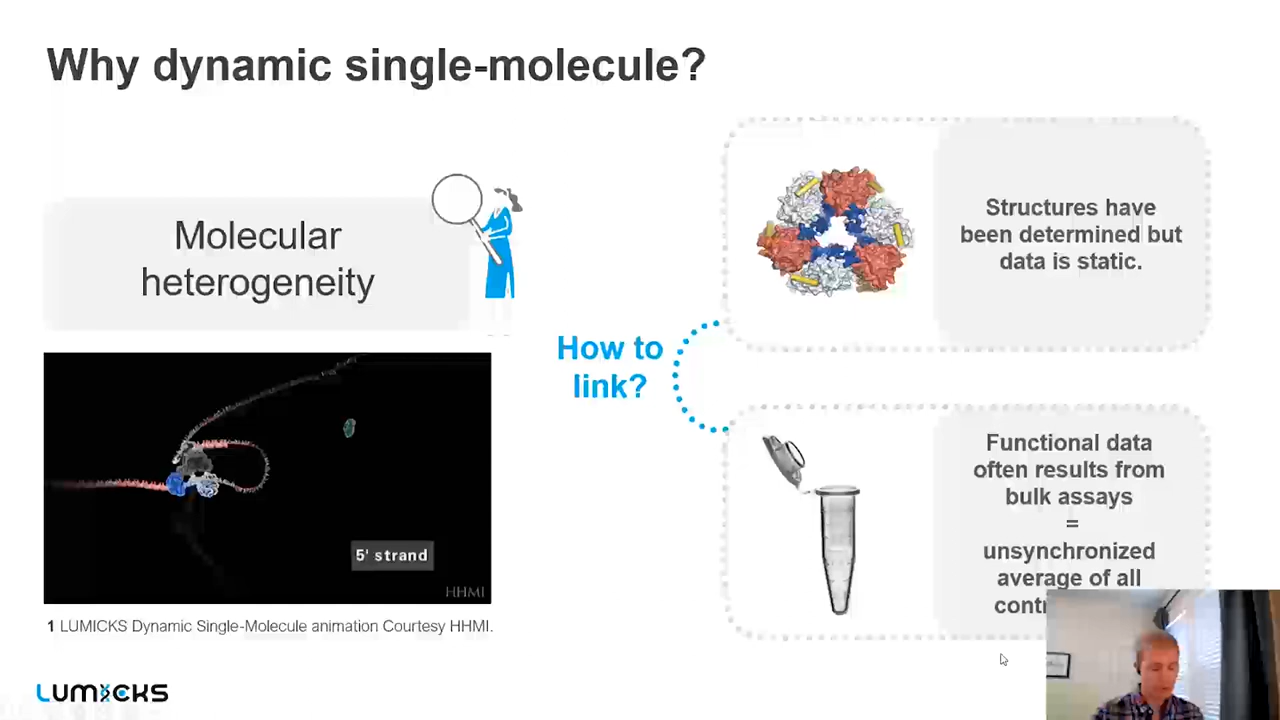 Why dynamic single-molecule?
Molecular
heterogeneity
5' strand
HHMI
1 LUMICKS Dynamic Single-Molecule animation Courtesy HHMI.
How to
link?
Structures have
been determined but
data is static.
Functional data
often results from
bulk assays
=
unsynchronized
average of all
LUMICKS